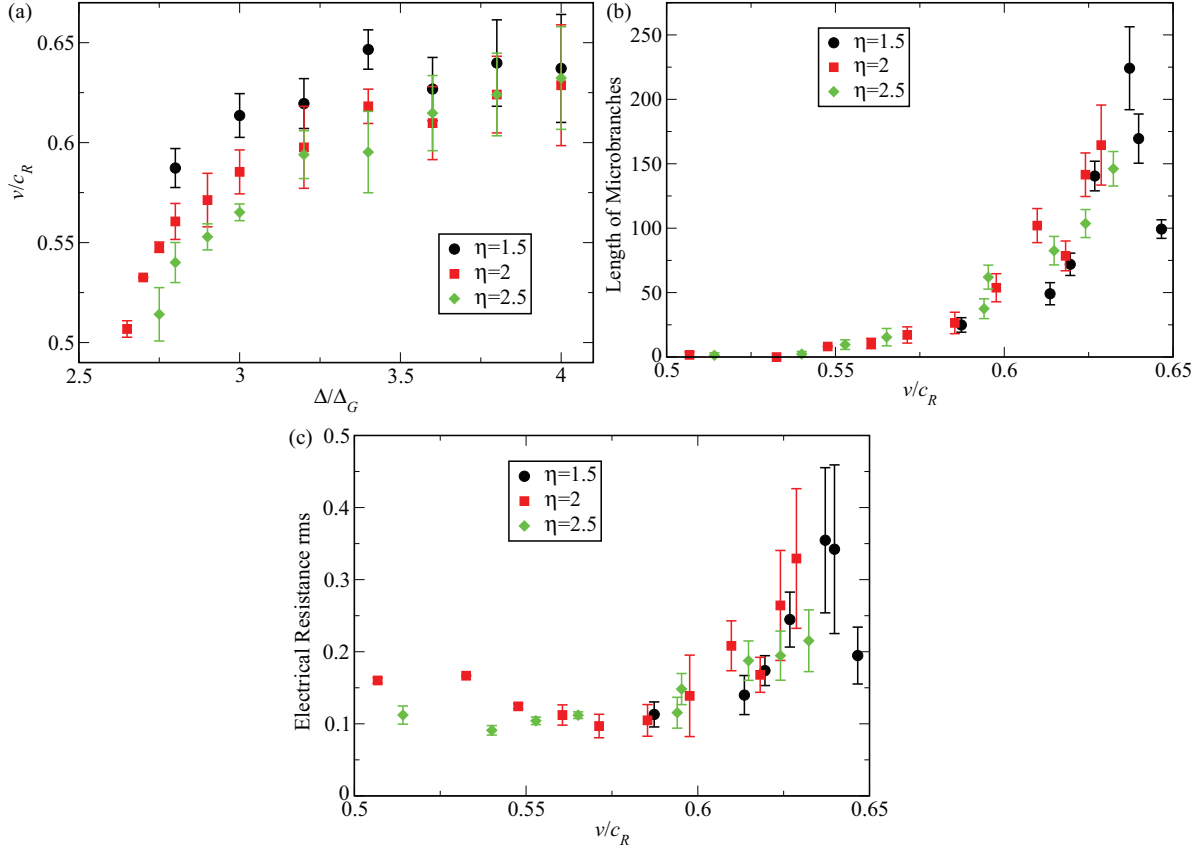 (a)
0.65
0.6
0.55
0.5
v/c_R
2.5
3
3.5
4
Δ/Δ_G
η=1.5
η=2
η=2.5
(b)
250
200
150
100
50
0
Length of Microbranches
0.5
0.55
0.6
0.65
v/c_R
η=1.5
η=2
η=2.5
(c)
0.5
0.4
0.3
0.2
0.1
0
Electrical Resistance rms
0.5
0.55
0.6
0.65
v/c_R
η=1.5
η=2
η=2.5